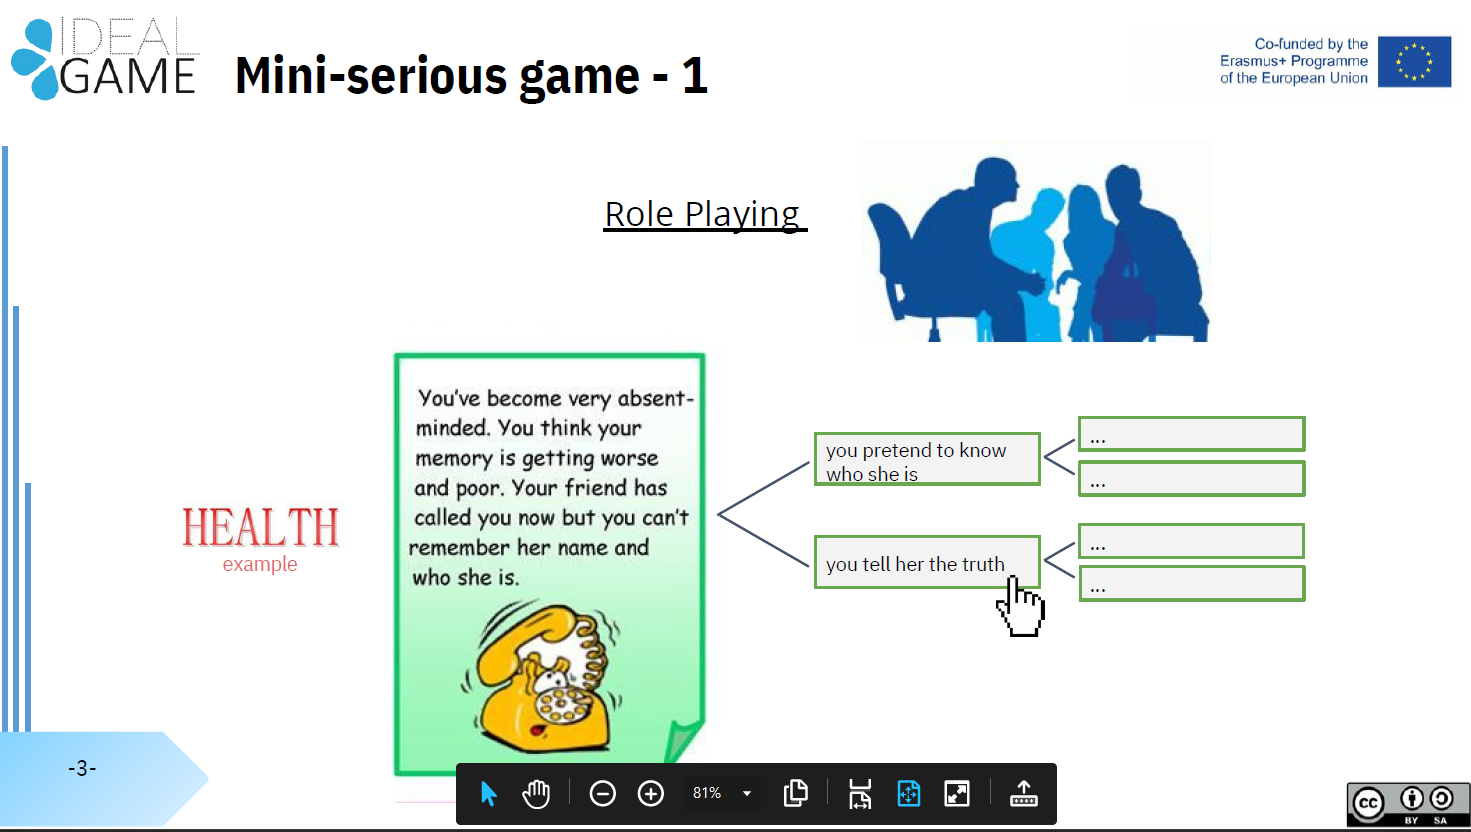 IDEAL
GAME
Mini-serious game - 1
Co-funded by the
Erasmus+ Programme
of the European Union
Role Playing
You've become very absent-
minded. You think your
memory is getting worse
and poor. Your friend has
called you now but you can't
remember her name and
who she is.
HEALTH
example
you pretend to know
who she is
you tell her the truth
...
...
...
...
-3-
81%
cc
BY SA